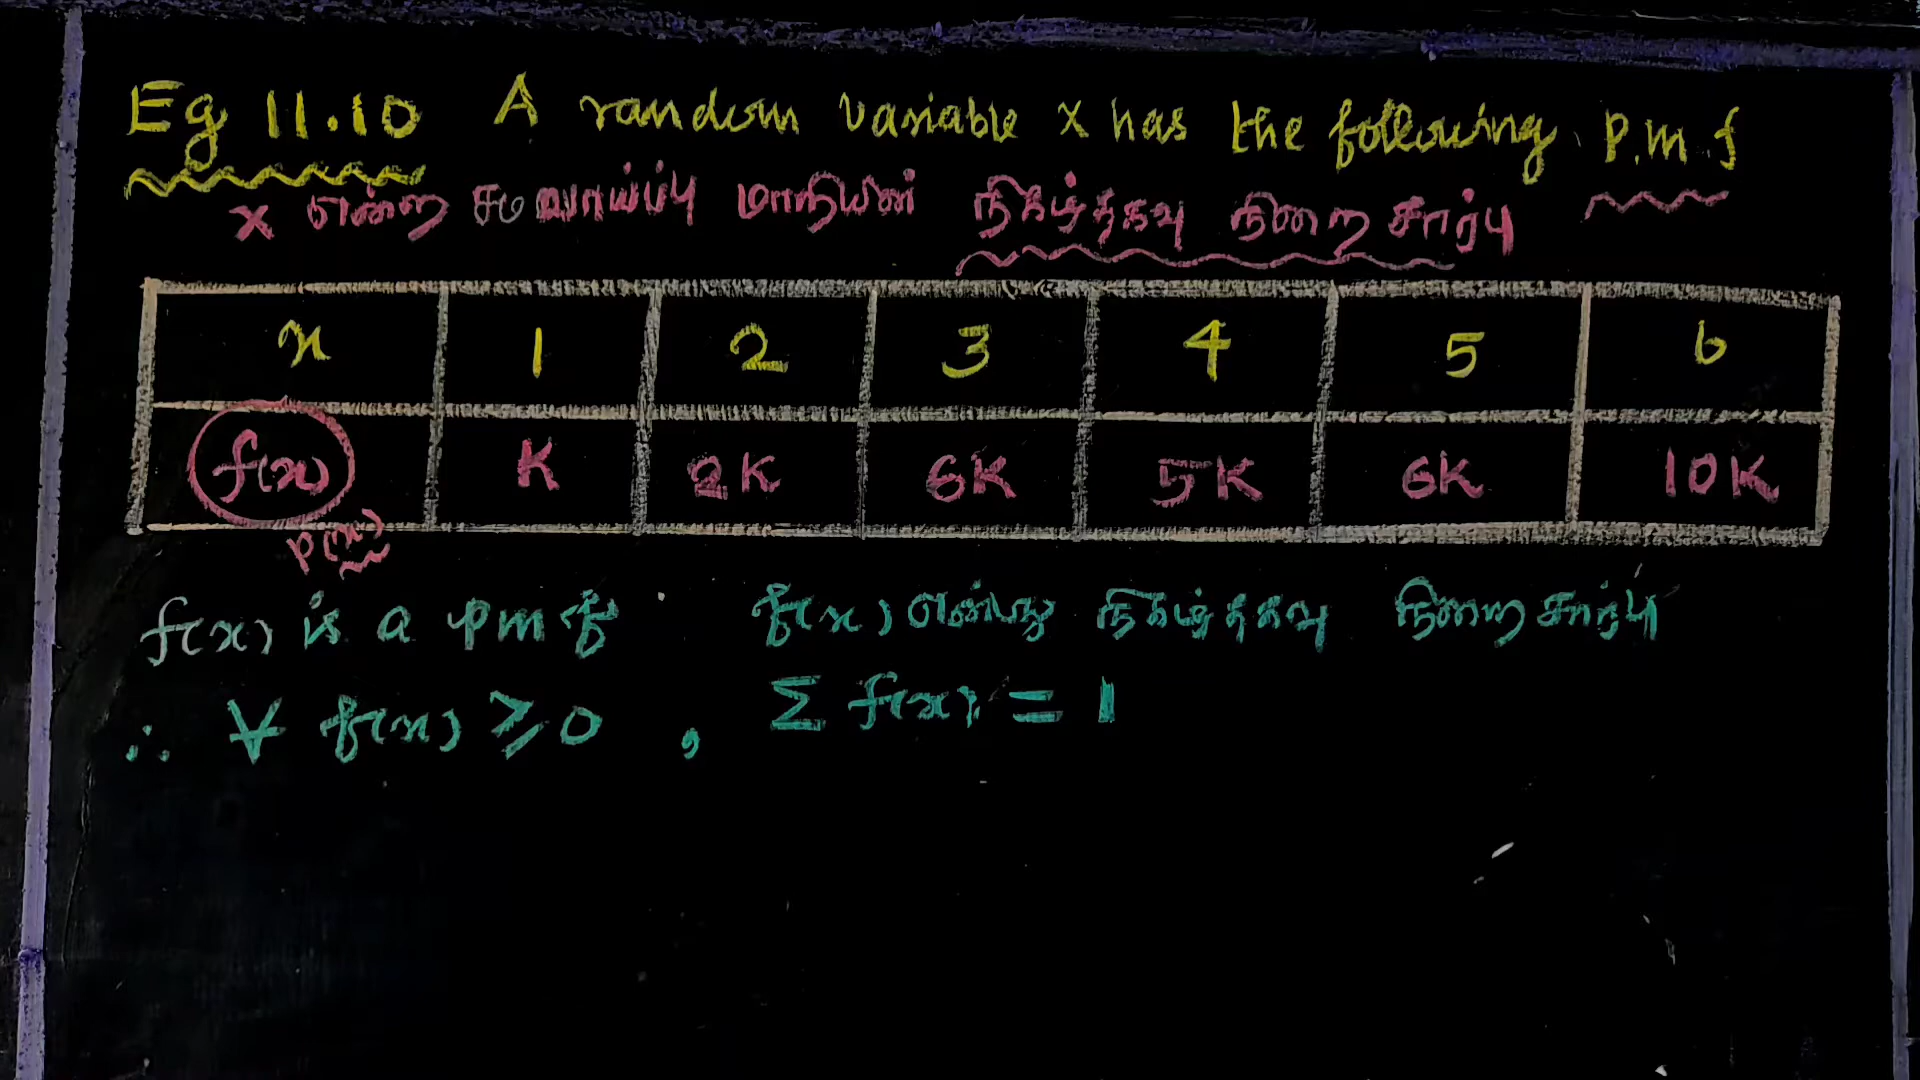 Eg 11.10 A random variable x has the following p.m.f
x என்ற சமவாய்ப்பு மாறியின் நிகழ்தகவு நிறை சார்பு
x 1 2 3 4 5 6
f(x) K 2K 6K 5K 6K 10K
P(x)
f(x) is a pmf f(x) என்பது நிகழ்தகவு நிறை சார்பு
∴ ∀ f(x) ≥ 0 , Σ f(x) = 1